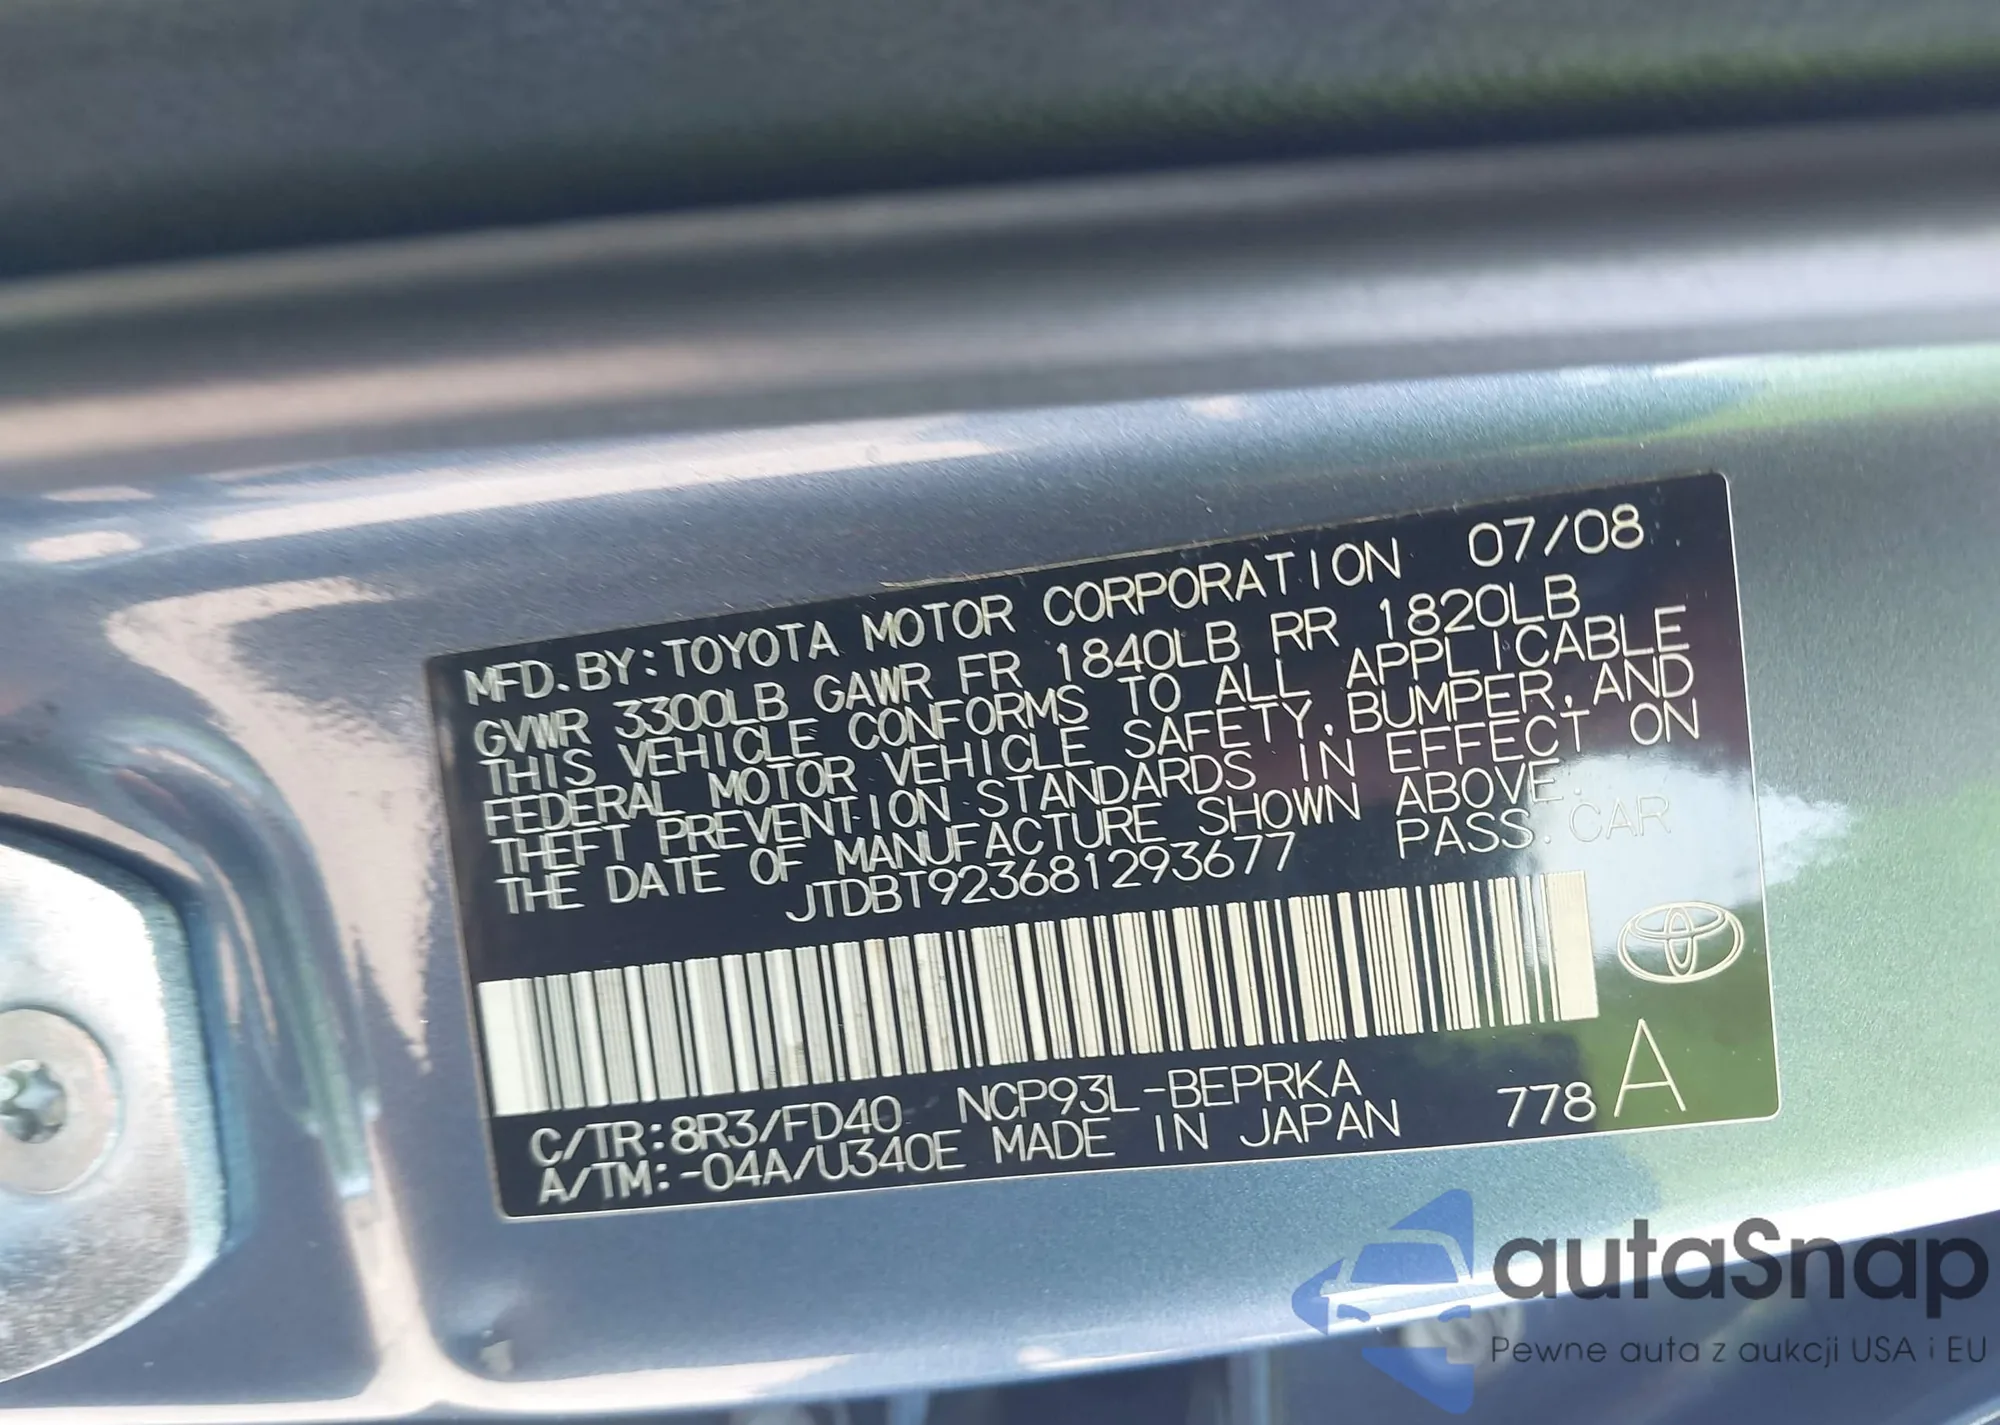 MFD. BY:TOYOTA MOTOR CORPORATION 07/08
GVWR 3300LB GAWR FR 1840LB RR 1820LB
THIS VEHICLE CONFORMS TO ALL APPLICABLE
FEDERAL MOTOR VEHICLE SAFETY,BUMPER,AND
THEFT PREVENTION STANDARDS IN EFFECT ON
THE DATE OF MANUFACTURE SHOWN ABOVE.
JTDBT923681293677 PASS. CAR
C/TR:8R3/FD40 NCP93L-BEPRKA
A/TM:-04A/U340E MADE IN JAPAN 778 A
autaSnap
Pewne auta z aukcji USA i EU